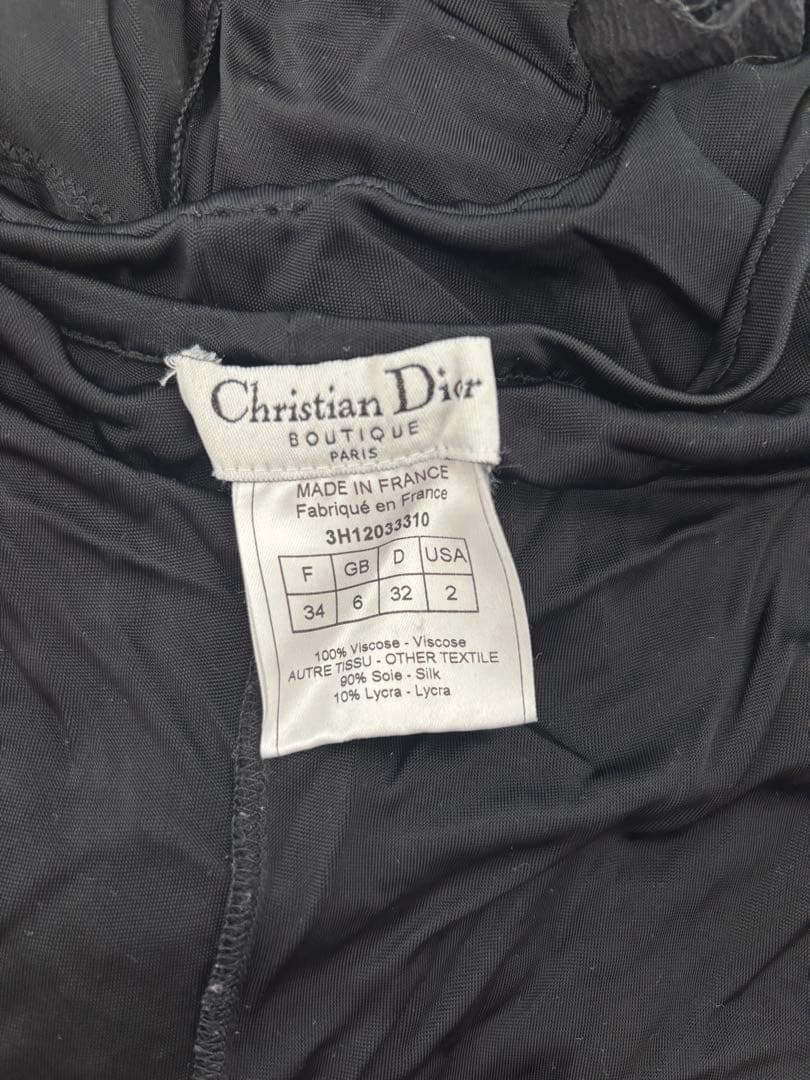 Christian Dior
BOUTIQUE
PARIS
MADE IN FRANCE
Fabriqué en France
3H12033310
F GB D USA
34 6 32 2
100% Viscose - Viscose
AUTRE TISSU - OTHER TEXTILE
90% Soie - Silk
10% Lycra - Lycra